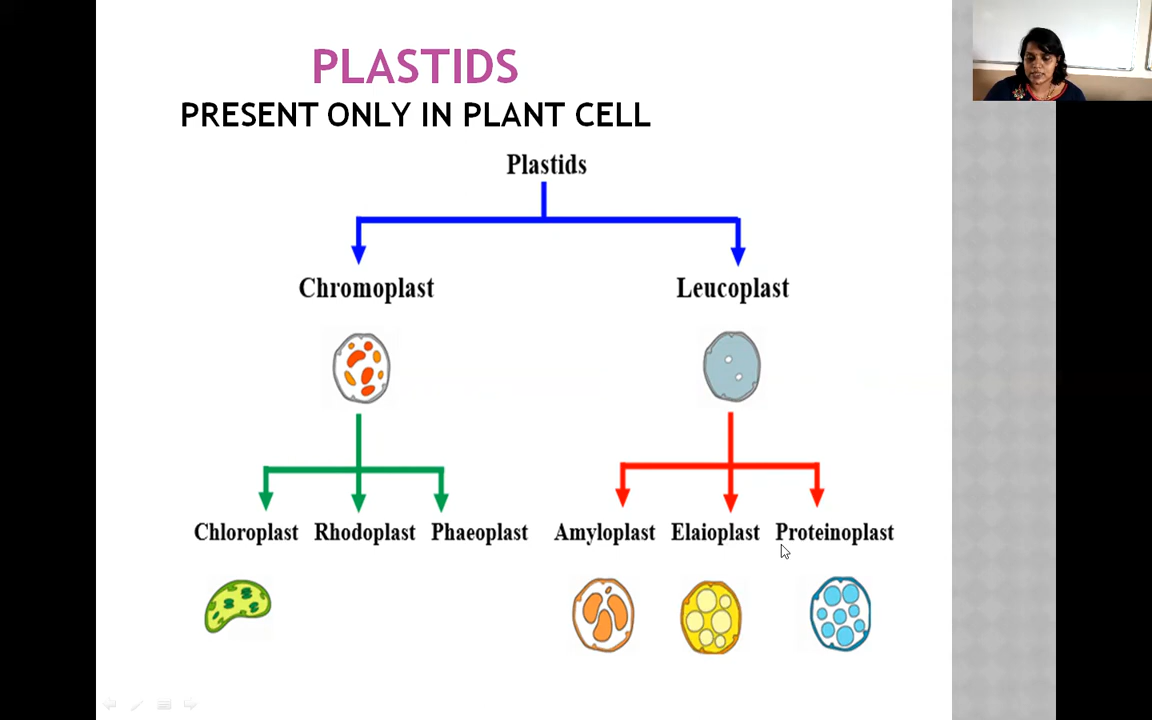 PLASTIDS
PRESENT ONLY IN PLANT CELL
Plastids
Chromoplast Leucoplast
Chloroplast Rhodoplast Phaeoplast Amyloplast Elaioplast Proteinoplast